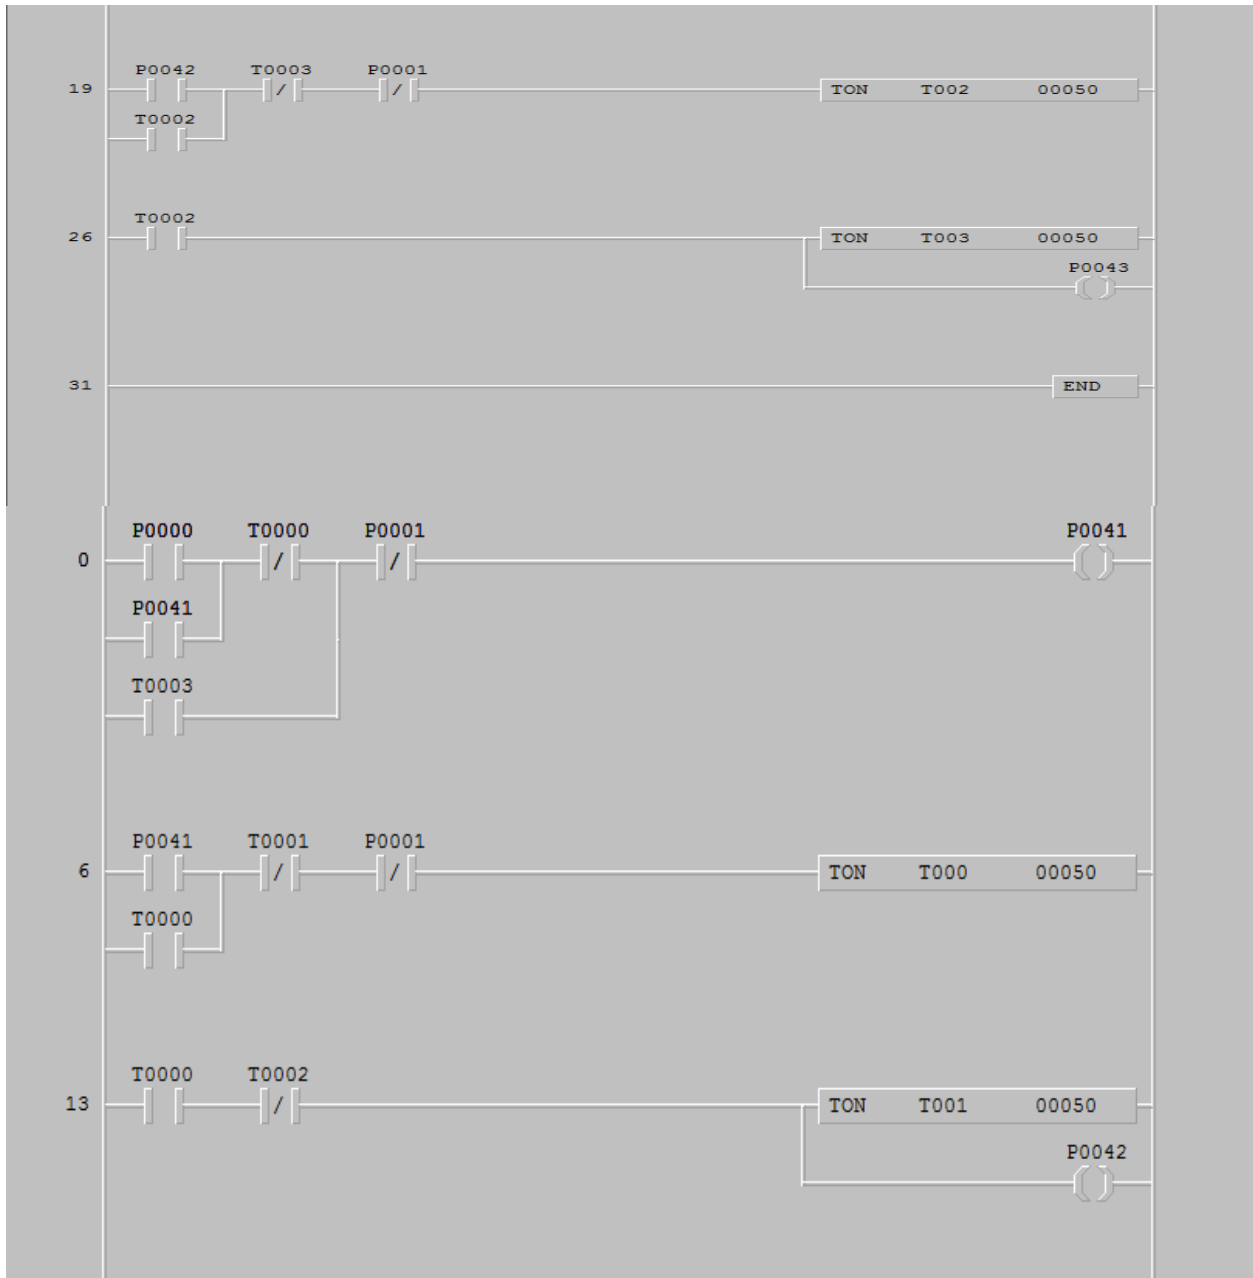 P0042 T0003 P0001
19 / / TON T002 00050
T0002
T0002
26 TON T003 00050
P0043
( )
31 END
P0000 T0000 P0001 P0041
0 / / ( )
P0041
T0003
P0041 T0001 P0001
6 / / TON T000 00050
T0000
T0000 T0002
13 / TON T001 00050
P0042
( )